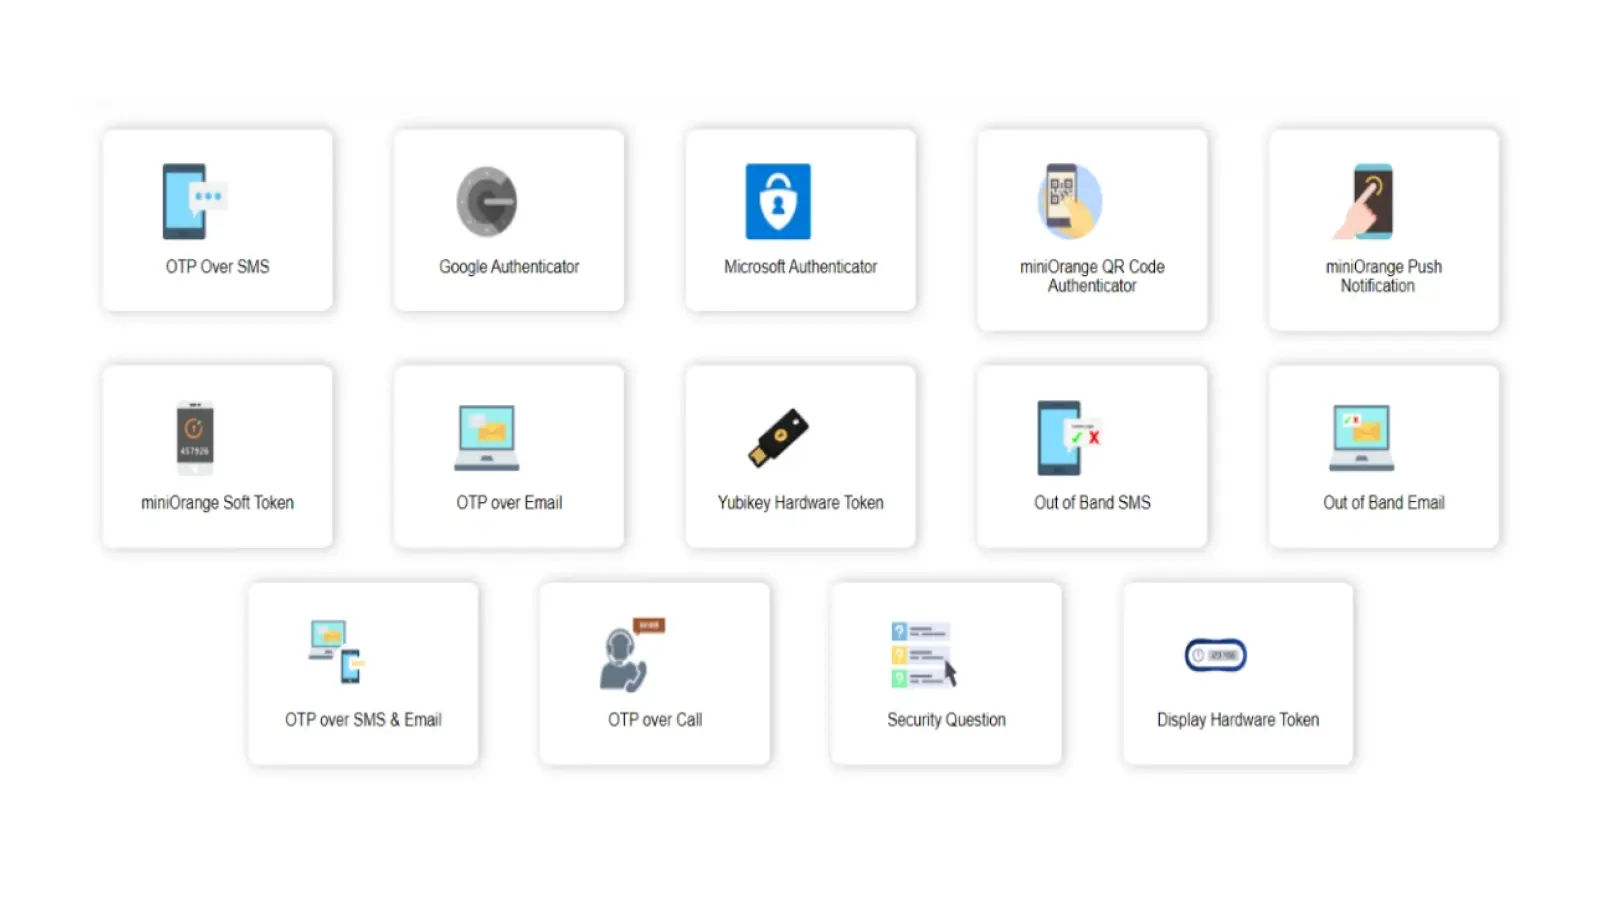 OTP Over SMS
Google Authenticator
Microsoft Authenticator
miniOrange QR Code
Authenticator
miniOrange Push
Notification
457926
miniOrange Soft Token
OTP over Email
Yubikey Hardware Token
Out of Band SMS
Out of Band Email
OTP over SMS & Email
OTP over Call
Security Question
Display Hardware Token